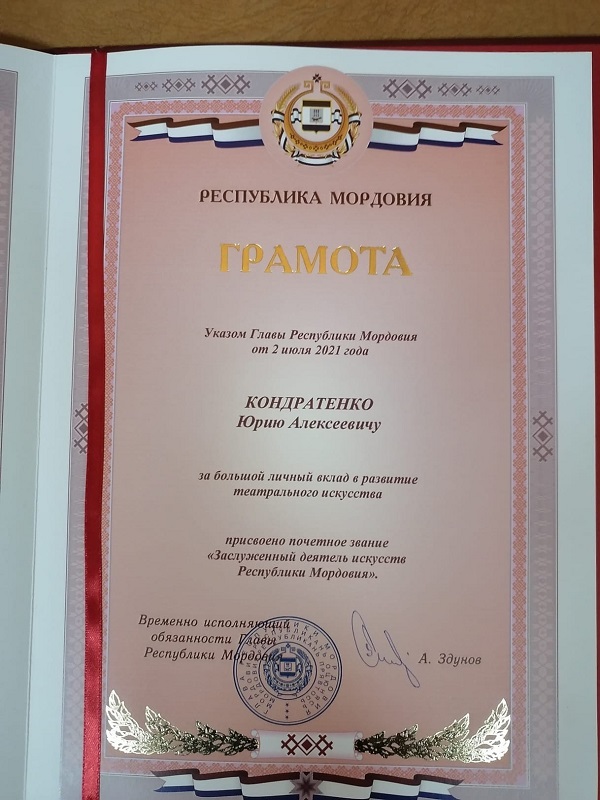 РЕСПУБЛИКА МОРДОВИЯ
ГРАМОТА
Указом Главы Республики Мордовия
от 2 июля 2021 года
КОНДРАТЕНКО
Юрию Алексеевичу
за большой личный вклад в развитие
театрального искусства
присвоено почетное звание
«Заслуженный деятель искусств
Республики Мордовия».
Временно исполняющий
обязанности Главы
Республики Мордовия
А. Здунов